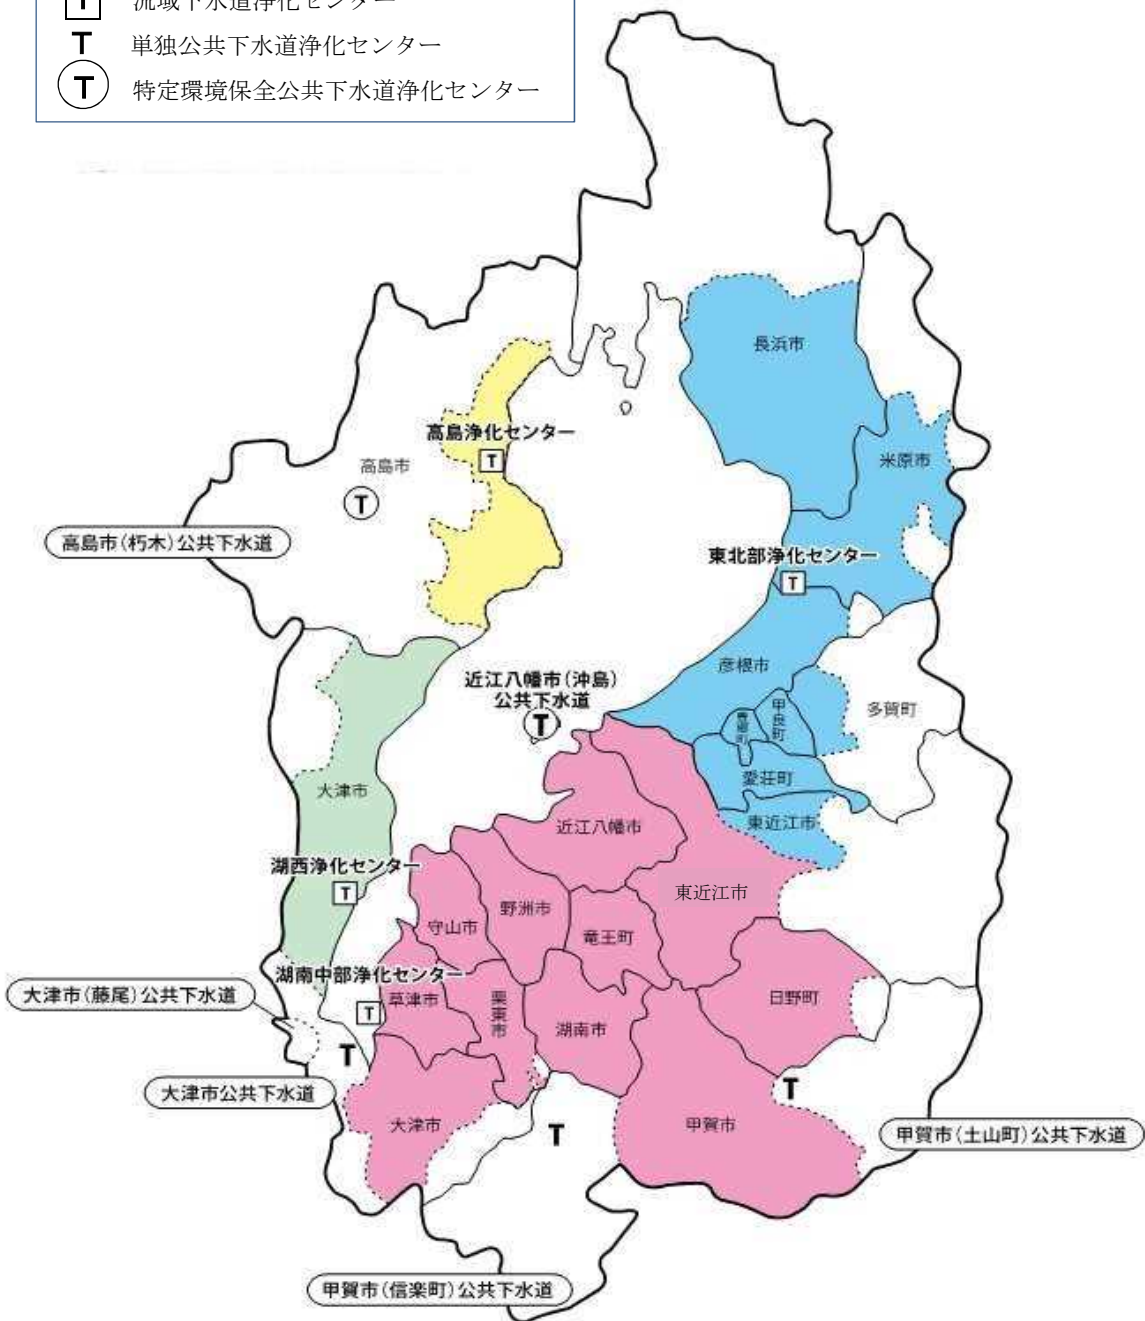 T 流域下水道浄化センター
T 単独公共下水道浄化センター
T 特定環境保全公共下水道浄化センター
長浜市
高島浄化センター
T
米原市
高島市
T
高島市(朽木)公共下水道
東北部浄化センター
T
彦根市
近江八幡市(沖島)
公共下水道
T
甲良町
豊郷町
多賀町
愛荘町
大津市
東近江市
近江八幡市
湖西浄化センター
T
東近江市
野洲市
守山市
竜王町
湖南中部浄化センター
T
大津市(藤尾)公共下水道
草津市
栗東市
日野町
湖南市
T
大津市公共下水道
T
大津市
甲賀市
T
甲賀市(土山町)公共下水道
甲賀市(信楽町)公共下水道